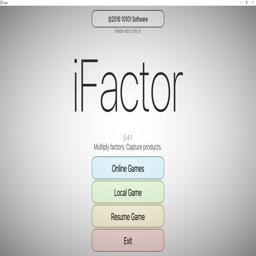 ©2016 10101 Software
Made with Unity 5
iFactor
0.4.1
Multiply factors. Capture products.
Online Games
Local Game
Resume Game
Exit